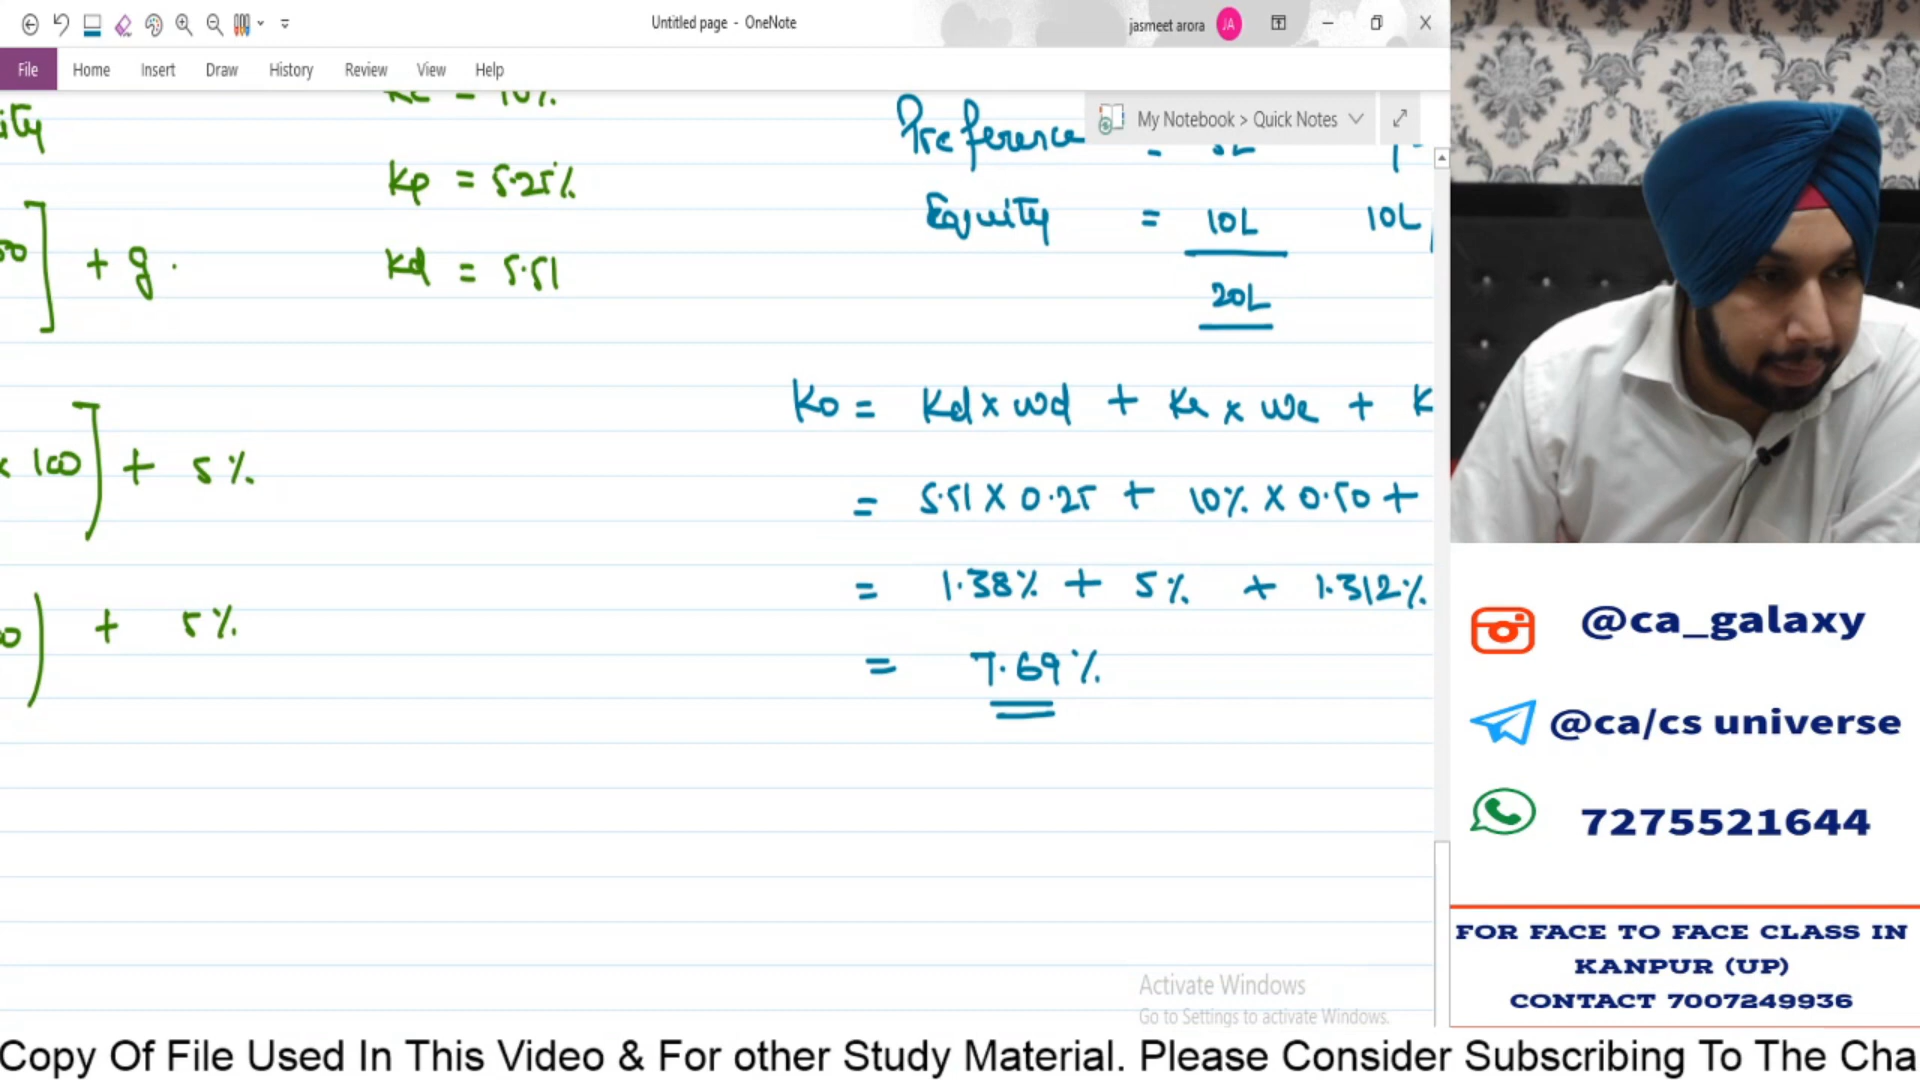 Untitled page - OneNote
jasmeet arora JA
File Home Insert Draw History Review View Help
My Notebook > Quick Notes
Ke = 10%
Kp = 5.25%
Kd = 5.51
+ g.
x 100] + 5%
) + 5%
Preference = 5L
Equity = 10L 10L
20L
Ko = Kd x wd + Ke x we + K
= 5.51 x 0.25 + 10% x 0.50 +
= 1.38% + 5% + 1.312%
= 7.69%
Activate Windows
Go to Settings to activate Windows.
@ca_galaxy
@ca/cs universe
7275521644
FOR FACE TO FACE CLASS IN
KANPUR (UP)
CONTACT 7007249936
Copy Of File Used In This Video & For other Study Material. Please Consider Subscribing To The Cha